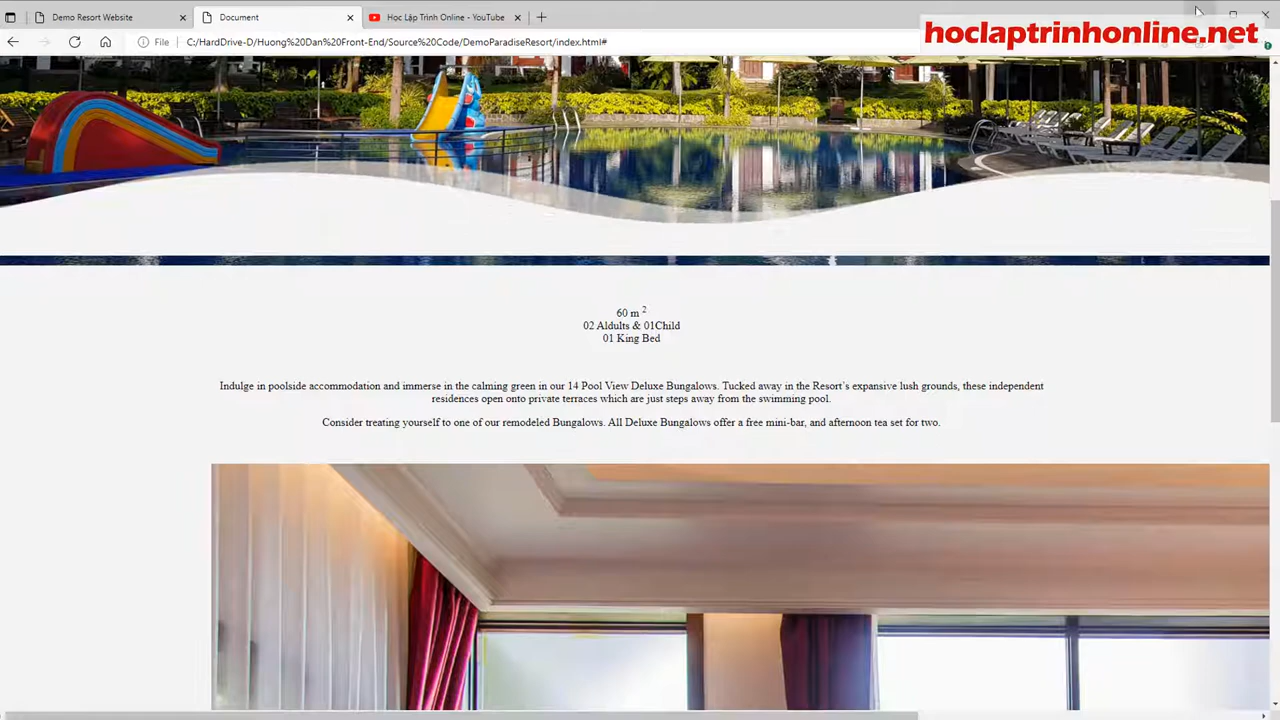 Demo Resort Website
Document
Học Lập Trình Online - YouTube
File
C:/HardDrive-D/Huong%20Dan%20Front-End/Source%20Code/DemoParadiseResort/index.html#
hoclaptrinhonline.net
60 m 2
02 Aldults & 01Child
01 King Bed
Indulge in poolside accommodation and immerse in the calming green in our 14 Pool View Deluxe Bungalows. Tucked away in the Resort's expansive lush grounds, these independent
residences open onto private terraces which are just steps away from the swimming pool.
Consider treating yourself to one of our remodeled Bungalows. All Deluxe Bungalows offer a free mini-bar, and afternoon tea set for two.